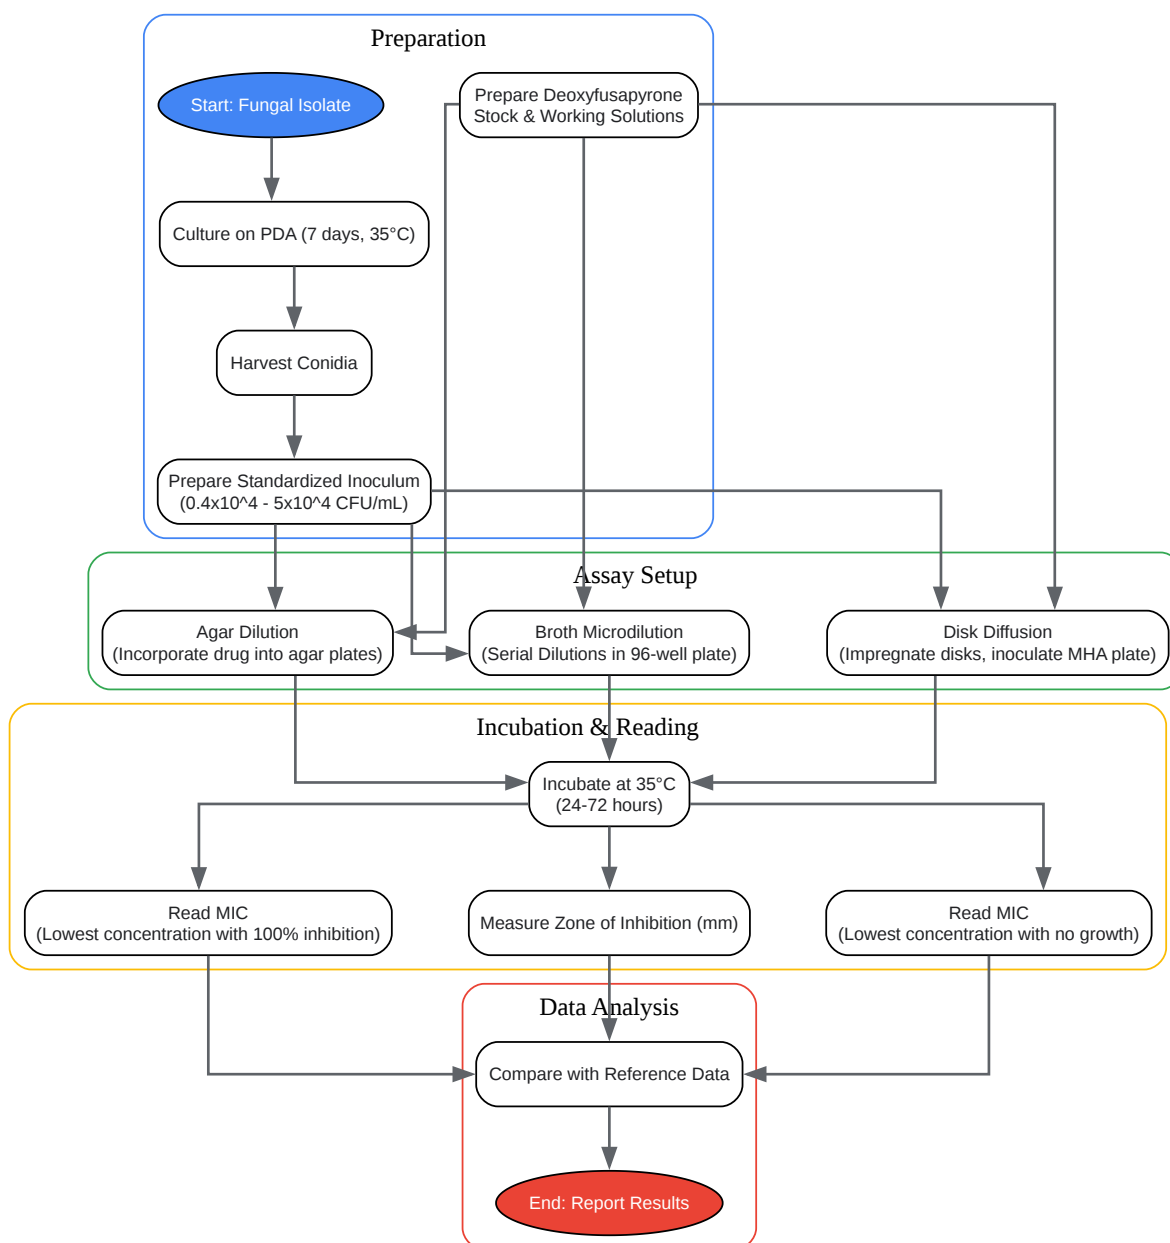 Preparation
Start: Fungal Isolate
Prepare Deoxyfusapyrone
Stock & Working Solutions
Culture on PDA (7 days, 35°C)
Harvest Conidia
Prepare Standardized Inoculum
(0.4x10^4 - 5x10^4 CFU/mL)
Assay Setup
Agar Dilution
(Incorporate drug into agar plates)
Broth Microdilution
(Serial Dilutions in 96-well plate)
Disk Diffusion
(Impregnate disks, inoculate MHA plate)
Incubation & Reading
Incubate at 35°C
(24-72 hours)
Read MIC
(Lowest concentration with 100% inhibition)
Measure Zone of Inhibition (mm)
Read MIC
(Lowest concentration with no growth)
Data Analysis
Compare with Reference Data
End: Report Results